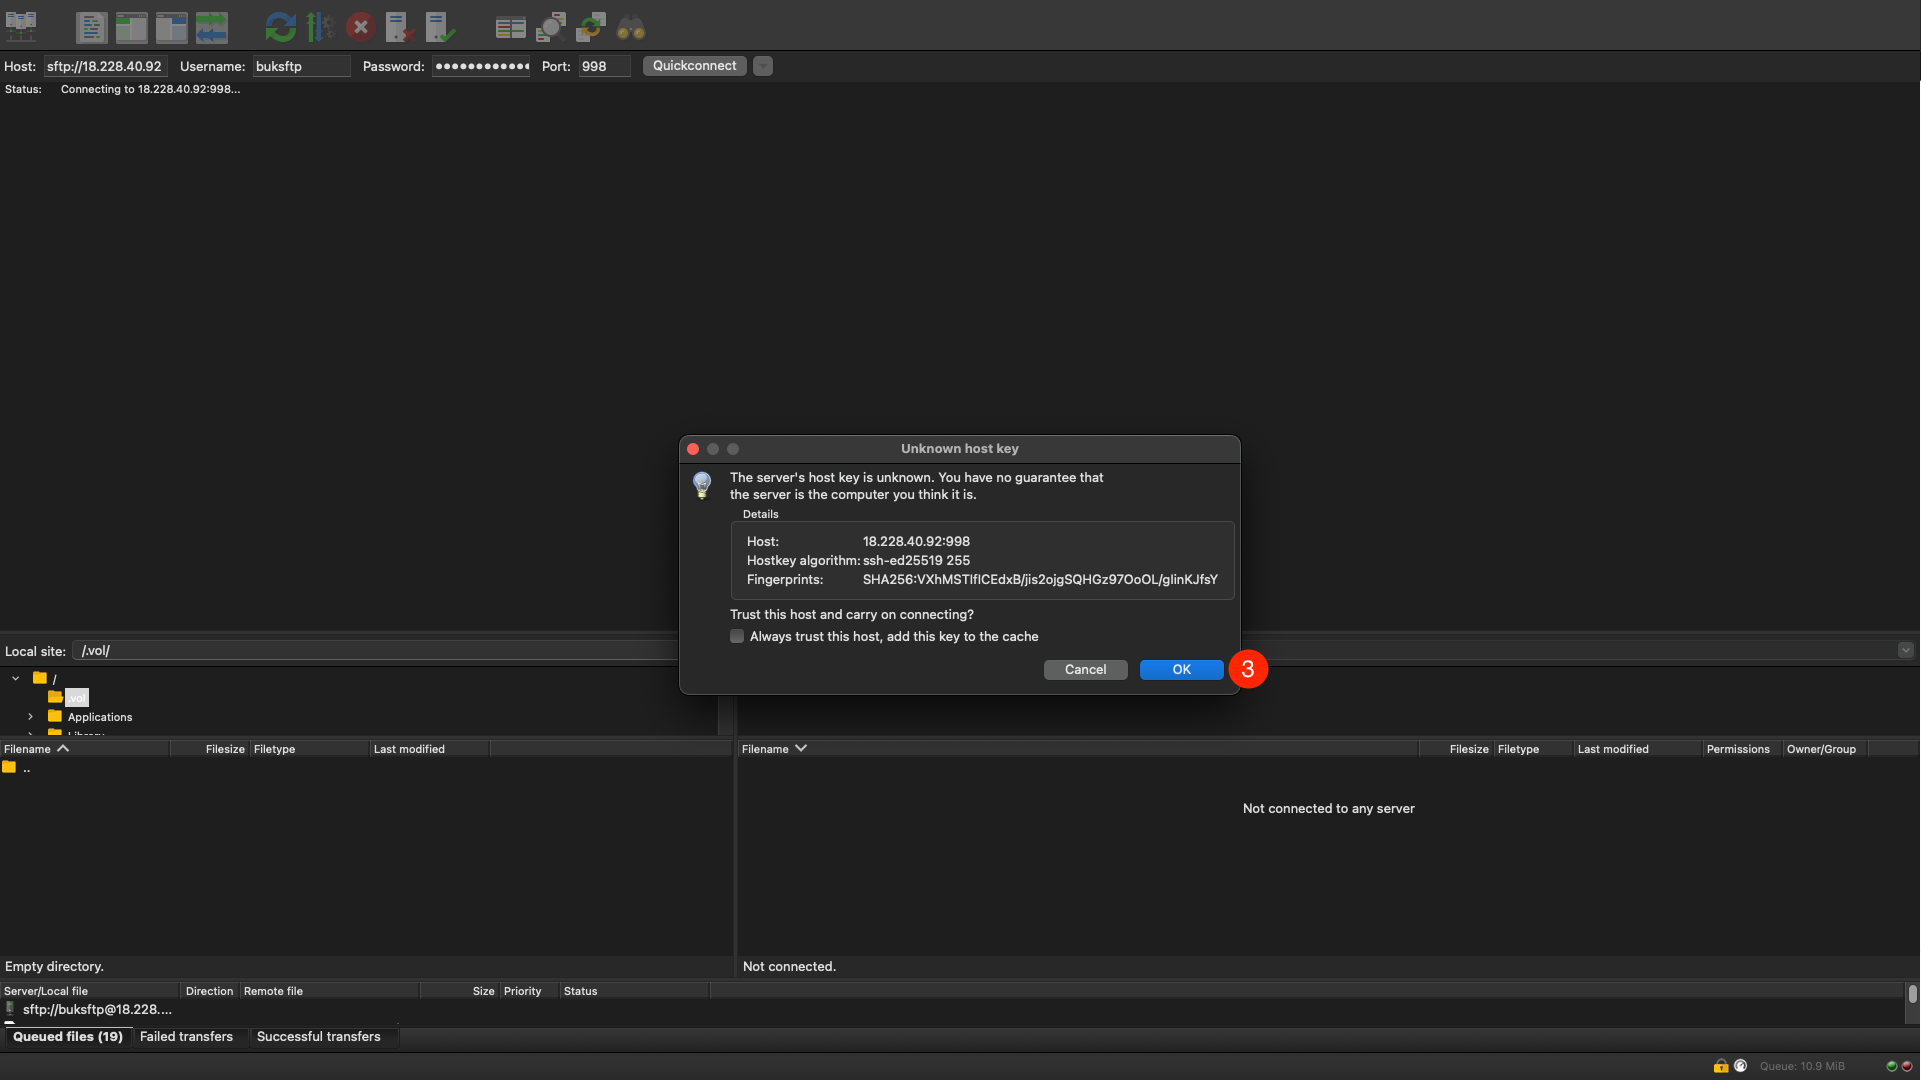 Host: sftp://18.228.40.92 Username: buksftp Password: ●●●●●●●●●●●● Port: 998 Quickconnect
Status: Connecting to 18.228.40.92:998...
Unknown host key
The server's host key is unknown. You have no guarantee that
the server is the computer you think it is.
Details
Host: 18.228.40.92:998
Hostkey algorithm: ssh-ed25519 255
Fingerprints: SHA256:VXhMSTlfICEdxB/jis2ojgSQHGz97OoOL/glinKJfsY
Trust this host and carry on connecting?
Always trust this host, add this key to the cache
Cancel OK 3
Local site: /.vol/
/
.vol
Applications
Library
Filename Filesize Filetype Last modified
..
Filename Filesize Filetype Last modified Permissions Owner/Group
Not connected to any server
Empty directory.
Not connected.
Server/Local file Direction Remote file Size Priority Status
sftp://buksftp@18.228....
Queued files (19) Failed transfers Successful transfers
Queue: 10.9 MiB